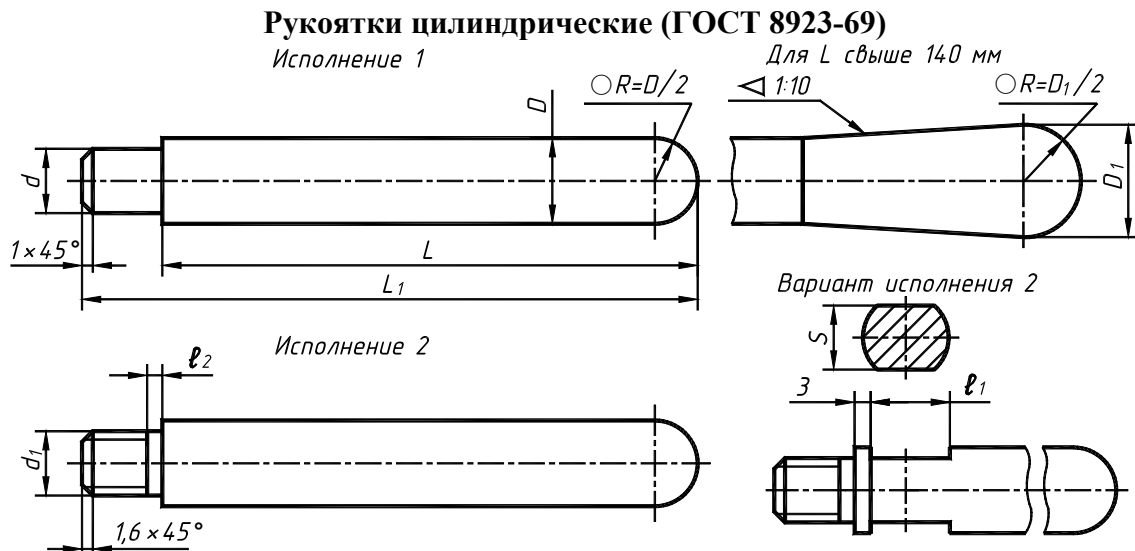 Рукоятки цилиндрические (ГОСТ 8923-69)
Исполнение 1
Для L свыше 140 мм
R=D/2
1:10
R=D₁/2
D
d
D₁
1×45°
L
L₁
Вариант исполнения 2
Исполнение 2
S
ℓ₂
3
ℓ₁
d₁
1,6×45°